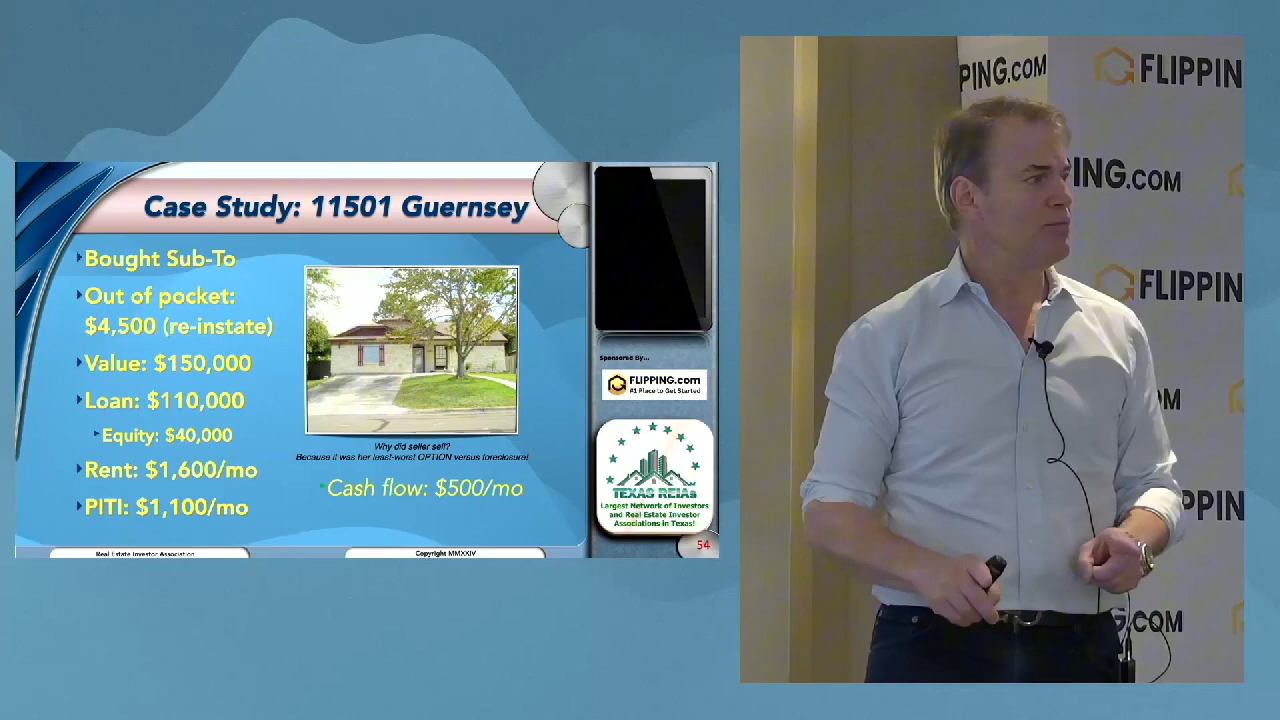 Case Study: 11501 Guernsey
Bought Sub-To
Out of pocket:
$4,500 (re-instate)
Value: $150,000
Loan: $110,000
Equity: $40,000
Rent: $1,600/mo
PITI: $1,100/mo
Why did seller sell?
Because it was her least-worst OPTION versus foreclosure!
Cash flow: $500/mo
Real Estate Investor Association
Copyright MMXXIV
Sponsored By...
FLIPPING.com
#1 Place to Get Started
TEXAS REIAs
Largest Network of Investors
and Real Estate Investor
Associations in Texas!
54
PING.COM
FLIPPIN
ING.COM
FLIPPIN
OM
PPIN
G.COM